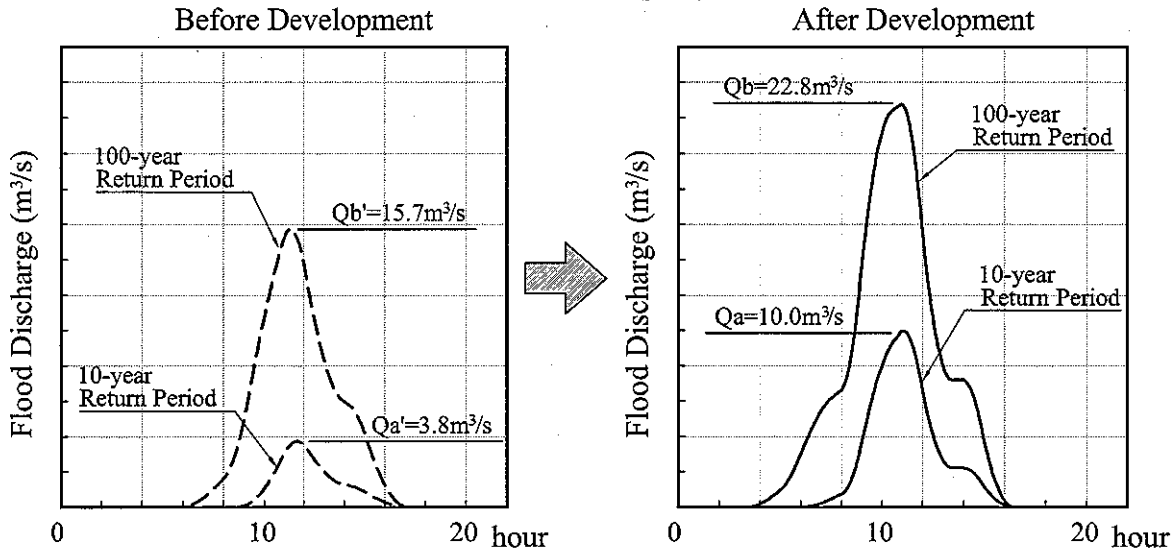 Before Development
Flood Discharge (m³/s)
100-year
Return Period
Qb'=15.7m³/s
10-year
Return Period
Qa'=3.8m³/s
0
10
20
hour
After Development
Flood Discharge (m³/s)
Qb=22.8m³/s
100-year
Return Period
10-year
Return Period
Qa=10.0m³/s
0
10
20
hour